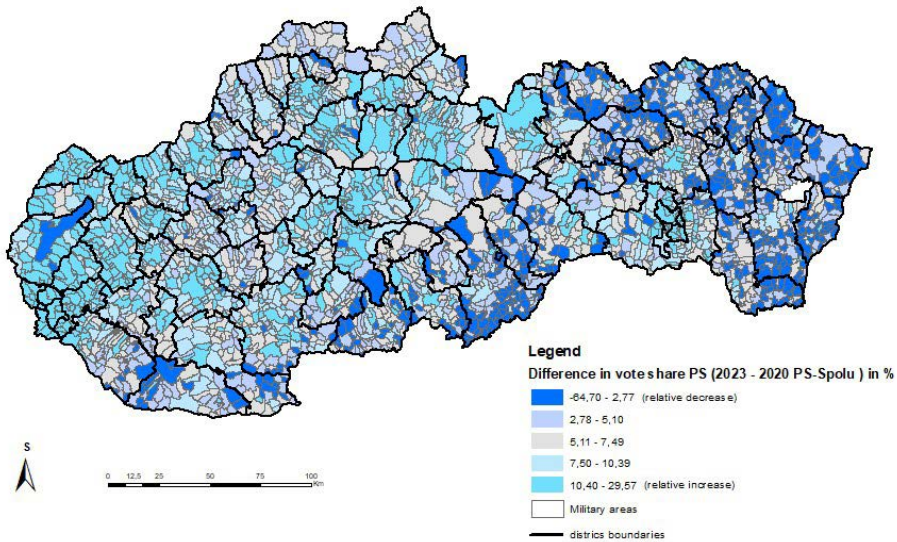 Legend
Difference in vote share PS (2023 - 2020 PS-Spolu ) in %
-64,70 - 2,77 (relative decrease)
2,78 - 5,10
5,11 - 7,49
7,50 - 10,39
10,40 - 29,57 (relative increase)
Military areas
districs boundaries
S
0 12,5 25 50 75 100
Km